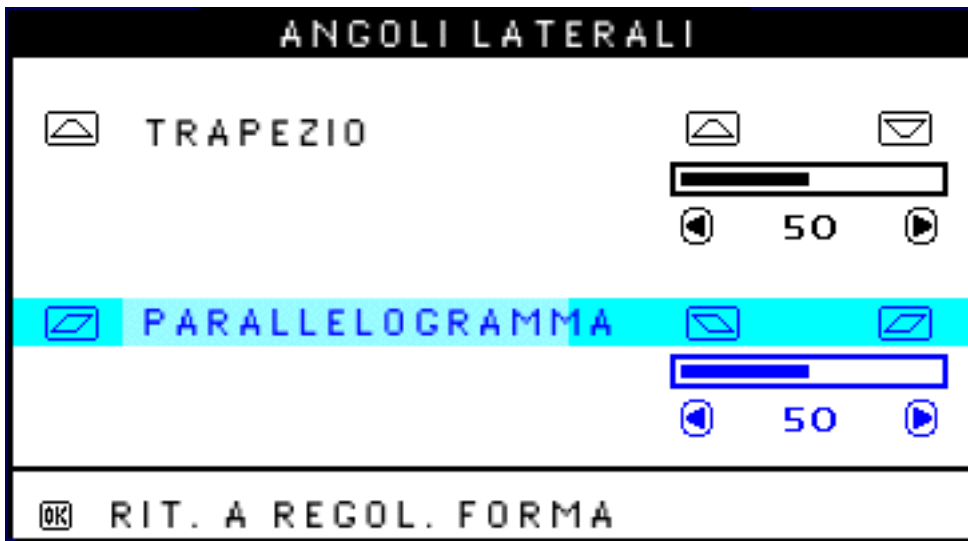 ANGOLI LATERALI
TRAPEZIO
50
PARALLELOGRAMMA
50
OK RIT. A REGOL. FORMA